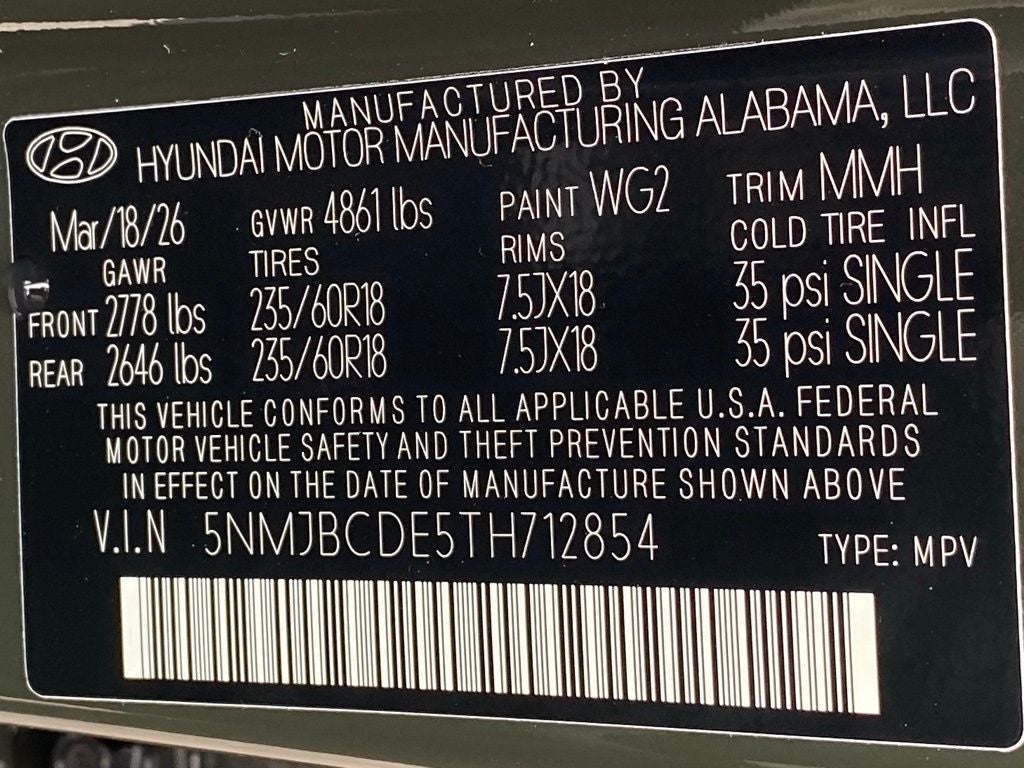 MANUFACTURED BY
HYUNDAI MOTOR MANUFACTURING ALABAMA, LLC
Mar/18/26 GVWR 4861 lbs PAINT WG2 TRIM MMH
GAWR TIRES RIMS COLD TIRE INFL
FRONT 2778 lbs 235/60R18 7.5JX18 35 psi SINGLE
REAR 2646 lbs 235/60R18 7.5JX18 35 psi SINGLE
THIS VEHICLE CONFORMS TO ALL APPLICABLE U.S.A. FEDERAL
MOTOR VEHICLE SAFETY AND THEFT PREVENTION STANDARDS
IN EFFECT ON THE DATE OF MANUFACTURE SHOWN ABOVE
V.I.N 5NMJBCDE5TH712854 TYPE: MPV